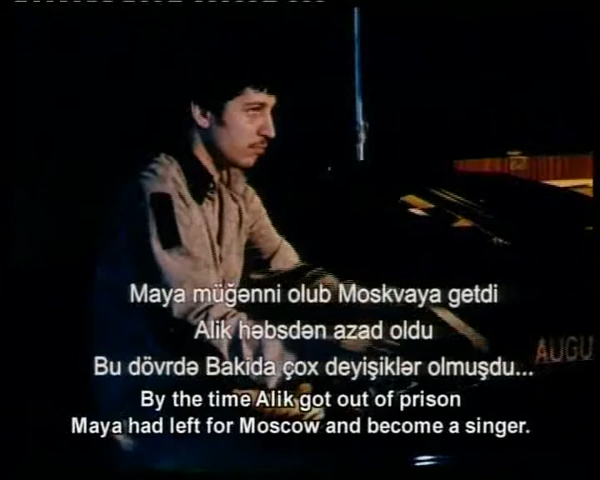 Maya müğənni olub Moskvaya getdi
Alik həbsdən azad oldu
Bu dövrdə Bakida çox deyişiklər olmuşdu...
By the time Alik got out of prison
Maya had left for Moscow and become a singer.
AUGU